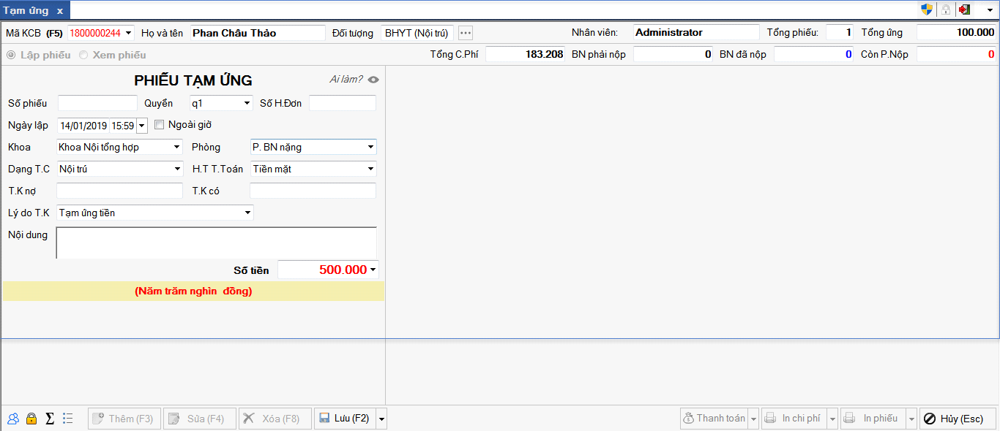 Tạm ứng x
Mã KCB (F5) 1800000244 Họ và tên Phan Châu Thảo Đối tượng BHYT (Nội trú) ... Nhân viên: Administrator Tổng phiếu: 1 Tổng ứng 100.000
Lập phiếu Xem phiếu Tổng C.Phí 183.208 BN phải nộp 0 BN đã nộp 0 Còn P.Nộp 0
PHIẾU TẠM ỨNG Ai làm?
Số phiếu Quyển q1 Số H.Đơn
Ngày lập 14/01/2019 15:59 Ngoài giờ
Khoa Khoa Nội tổng hợp Phòng P. BN nặng
Dạng T.C Nội trú H.T T.Toán Tiền mặt
T.K nợ T.K có
Lý do T.K Tạm ứng tiền
Nội dung
Số tiền 500.000
(Năm trăm nghìn đồng)
Thêm (F3) Sửa (F4) Xóa (F8) Lưu (F2) Thanh toán In chi phí In phiếu Hủy (Esc)